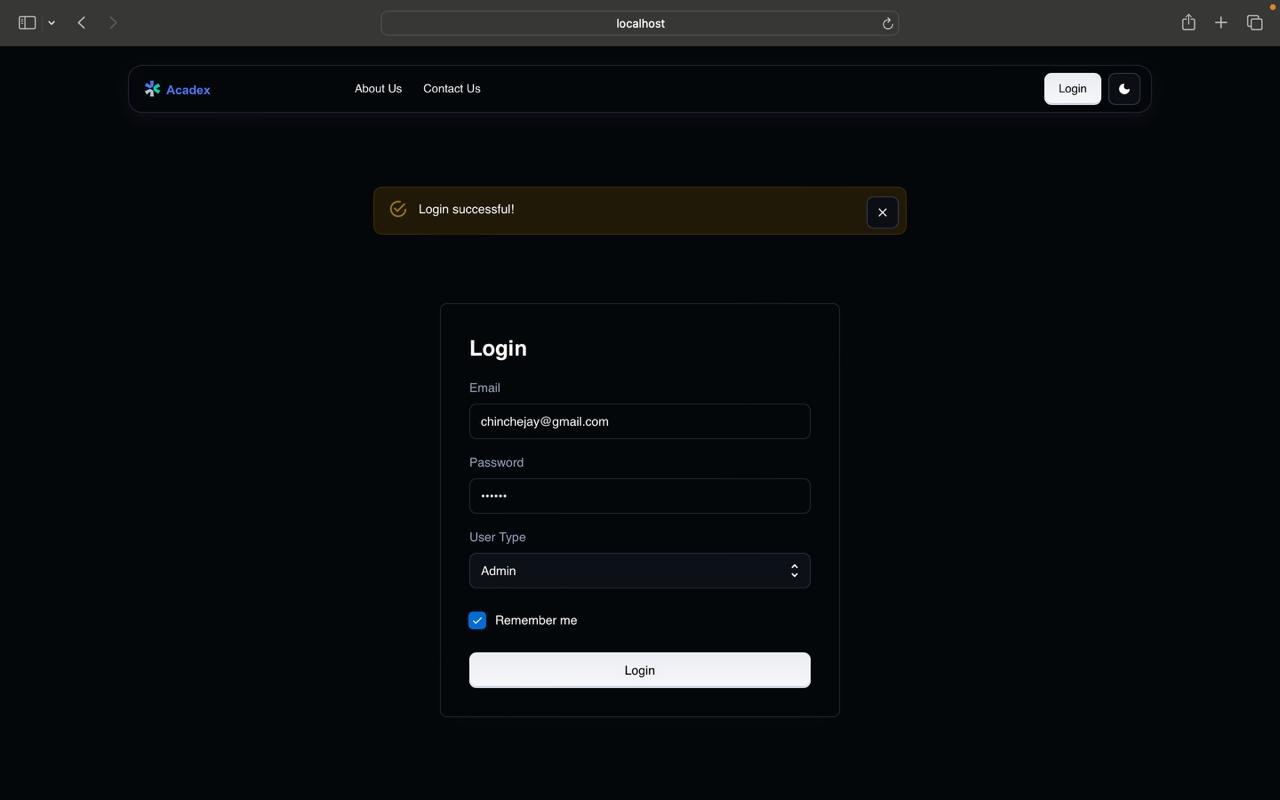 localhost
Acadex
About Us
Contact Us
Login
Login successful!
Login
Email
chinchejay@gmail.com
Password
••••••
User Type
Admin
Remember me
Login